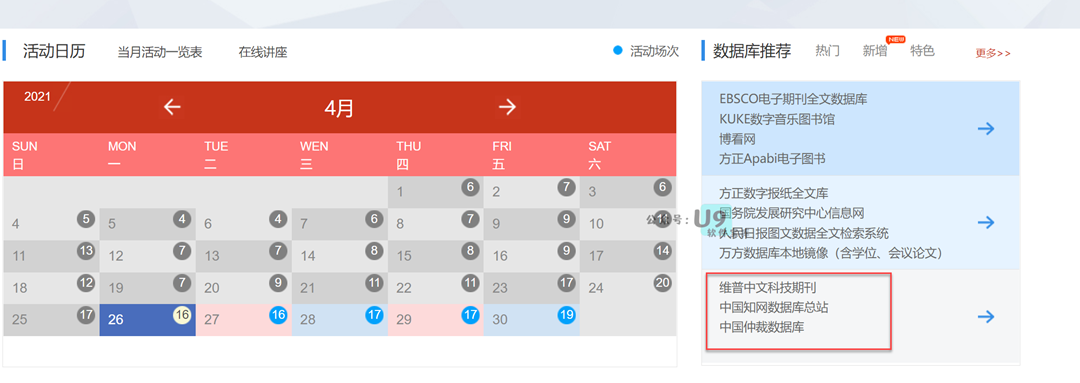 活动日历 当月活动一览表 在线讲座 活动场次
2021 4月
SUN MON TUE WEN THU FRI SAT
日 一 二 三 四 五 六
1 6 2 7 3 6
4 5 5 4 6 4 7 6 8 7 9 9 10 11
11 13 12 7 13 7 14 8 15 8 16 9 17 14
18 12 19 7 20 9 21 11 22 11 23 17 24 20
25 17 26 16 27 16 28 17 29 17 30 19
数据库推荐 热门 新增 NEW 特色 更多>>
EBSCO电子期刊全文数据库
KUKE数字音乐图书馆
博看网
方正Apabi电子图书
方正数字报纸全文库
国务院发展研究中心信息网
人民日报图文数据全文检索系统
万方数据库本地镜像（含学位、会议论文）
维普中文科技期刊
中国知网数据库总站
中国仲裁数据库
U9